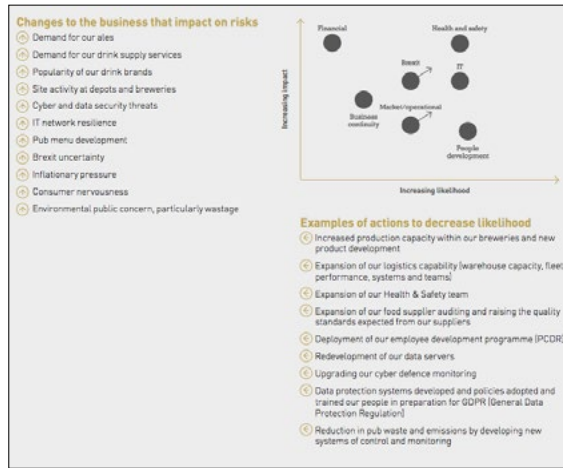 Changes to the business that impact on risks
Demand for our ales
Demand for our drink supply services
Popularity of our drink brands
Site activity at depots and breweries
Cyber and data security threats
IT network resilience
Pub menu development
Brexit uncertainty
Inflationary pressure
Consumer nervousness
Environmental public concern, particularly wastage
Increasing impact
Financial
Health and safety
Brexit
IT
Business
continuity
Market/operational
People
development
Increasing likelihood
Examples of actions to decrease likelihood
Increased production capacity within our breweries and new
product development
Expansion of our logistics capability (warehouse capacity, fleet
performance, systems and teams)
Expansion of our Health & Safety team
Expansion of our food supplier auditing and raising the quality
standards expected from our suppliers
Deployment of our employee development programme (PCDR)
Redevelopment of our data servers
Upgrading our cyber defence monitoring
Data protection systems developed and policies adopted and
trained our people in preparation for GDPR (General Data
Protection Regulation)
Reduction in pub waste and emissions by developing new
systems of control and monitoring